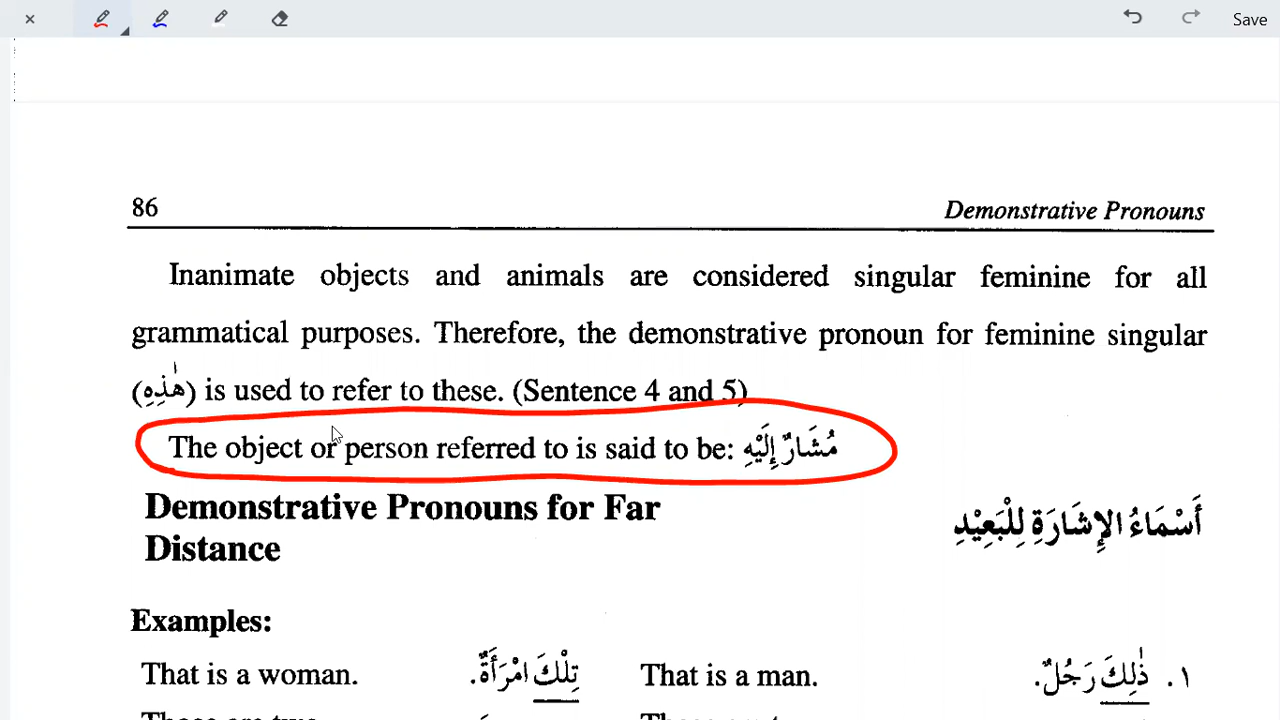 Save
86 Demonstrative Pronouns
Inanimate objects and animals are considered singular feminine for all
grammatical purposes. Therefore, the demonstrative pronoun for feminine singular
(هٰذِهِ) is used to refer to these. (Sentence 4 and 5)
The object or person referred to is said to be: مُشَارٌ إِلَيْهِ
Demonstrative Pronouns for Far
Distance
أَسْمَاءُ الإِشَارَةِ لِلْبَعِيْدِ
Examples:
That is a woman. تِلْكَ امْرَأَةٌ. That is a man. ١. ذٰلِكَ رَجُلٌ.